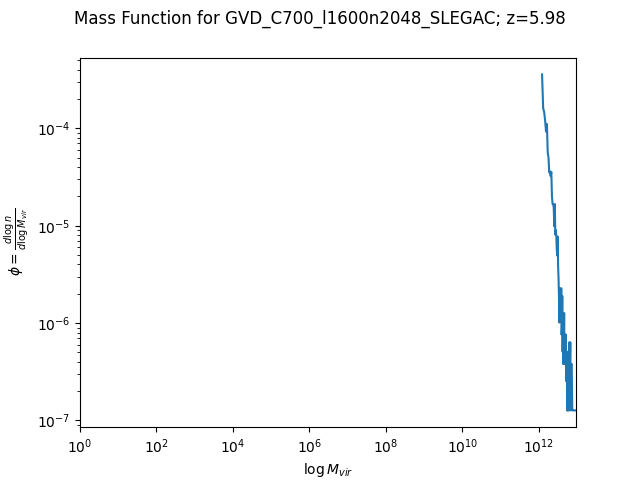 Mass Function for GVD_C700_l1600n2048_SLEGAC; z=5.98
10⁻⁴
10⁻⁵
10⁻⁶
10⁻⁷
ϕ = d log n / d log M_vir
10⁰ 10² 10⁴ 10⁶ 10⁸ 10¹⁰ 10¹²
log M_vir